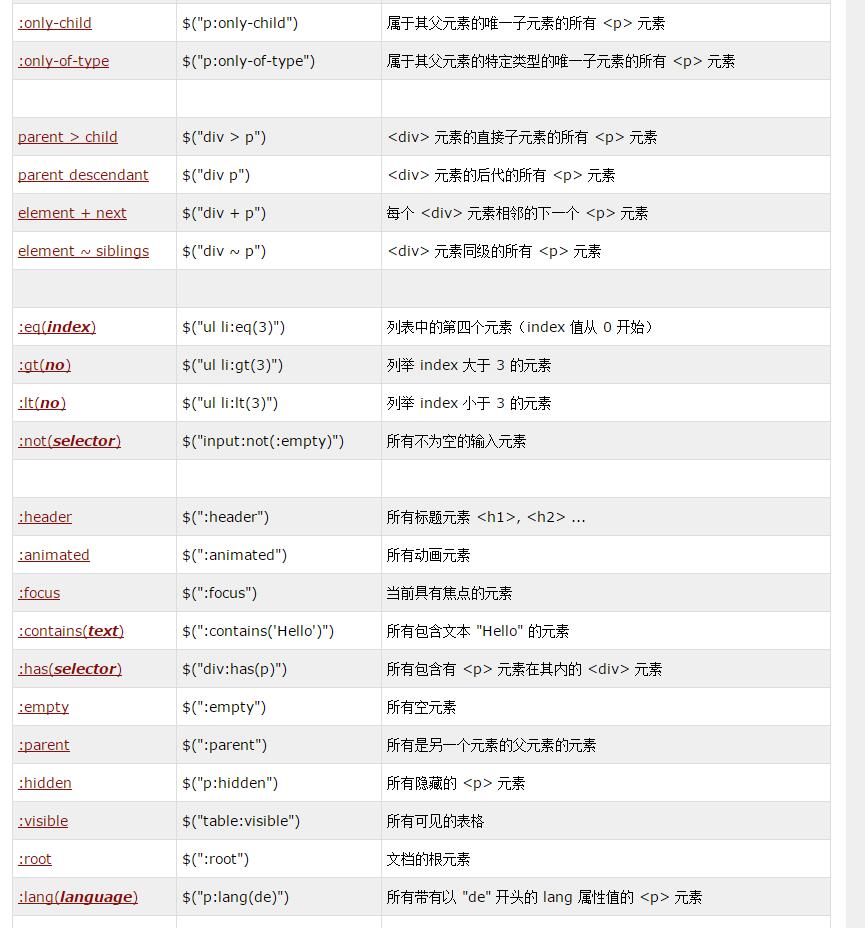 :only-child $("p:only-child") 属于其父元素的唯一子元素的所有 <p> 元素
:only-of-type $("p:only-of-type") 属于其父元素的特定类型的唯一子元素的所有 <p> 元素
parent > child $("div > p") <div> 元素的直接子元素的所有 <p> 元素
parent descendant $("div p") <div> 元素的后代的所有 <p> 元素
element + next $("div + p") 每个 <div> 元素相邻的下一个 <p> 元素
element ~ siblings $("div ~ p") <div> 元素同级的所有 <p> 元素
:eq(index) $("ul li:eq(3)") 列表中的第四个元素（index 值从 0 开始）
:gt(no) $("ul li:gt(3)") 列举 index 大于 3 的元素
:lt(no) $("ul li:lt(3)") 列举 index 小于 3 的元素
:not(selector) $("input:not(:empty)") 所有不为空的输入元素
:header $(":header") 所有标题元素 <h1>, <h2> ...
:animated $(":animated") 所有动画元素
:focus $(":focus") 当前具有焦点的元素
:contains(text) $(":contains('Hello')") 所有包含文本 "Hello" 的元素
:has(selector) $("div:has(p)") 所有包含有 <p> 元素在其内的 <div> 元素
:empty $(":empty") 所有空元素
:parent $(":parent") 所有是另一个元素的父元素的元素
:hidden $("p:hidden") 所有隐藏的 <p> 元素
:visible $("table:visible") 所有可见的表格
:root $(":root") 文档的根元素
:lang(language) $("p:lang(de)") 所有带有以 "de" 开头的 lang 属性值的 <p> 元素